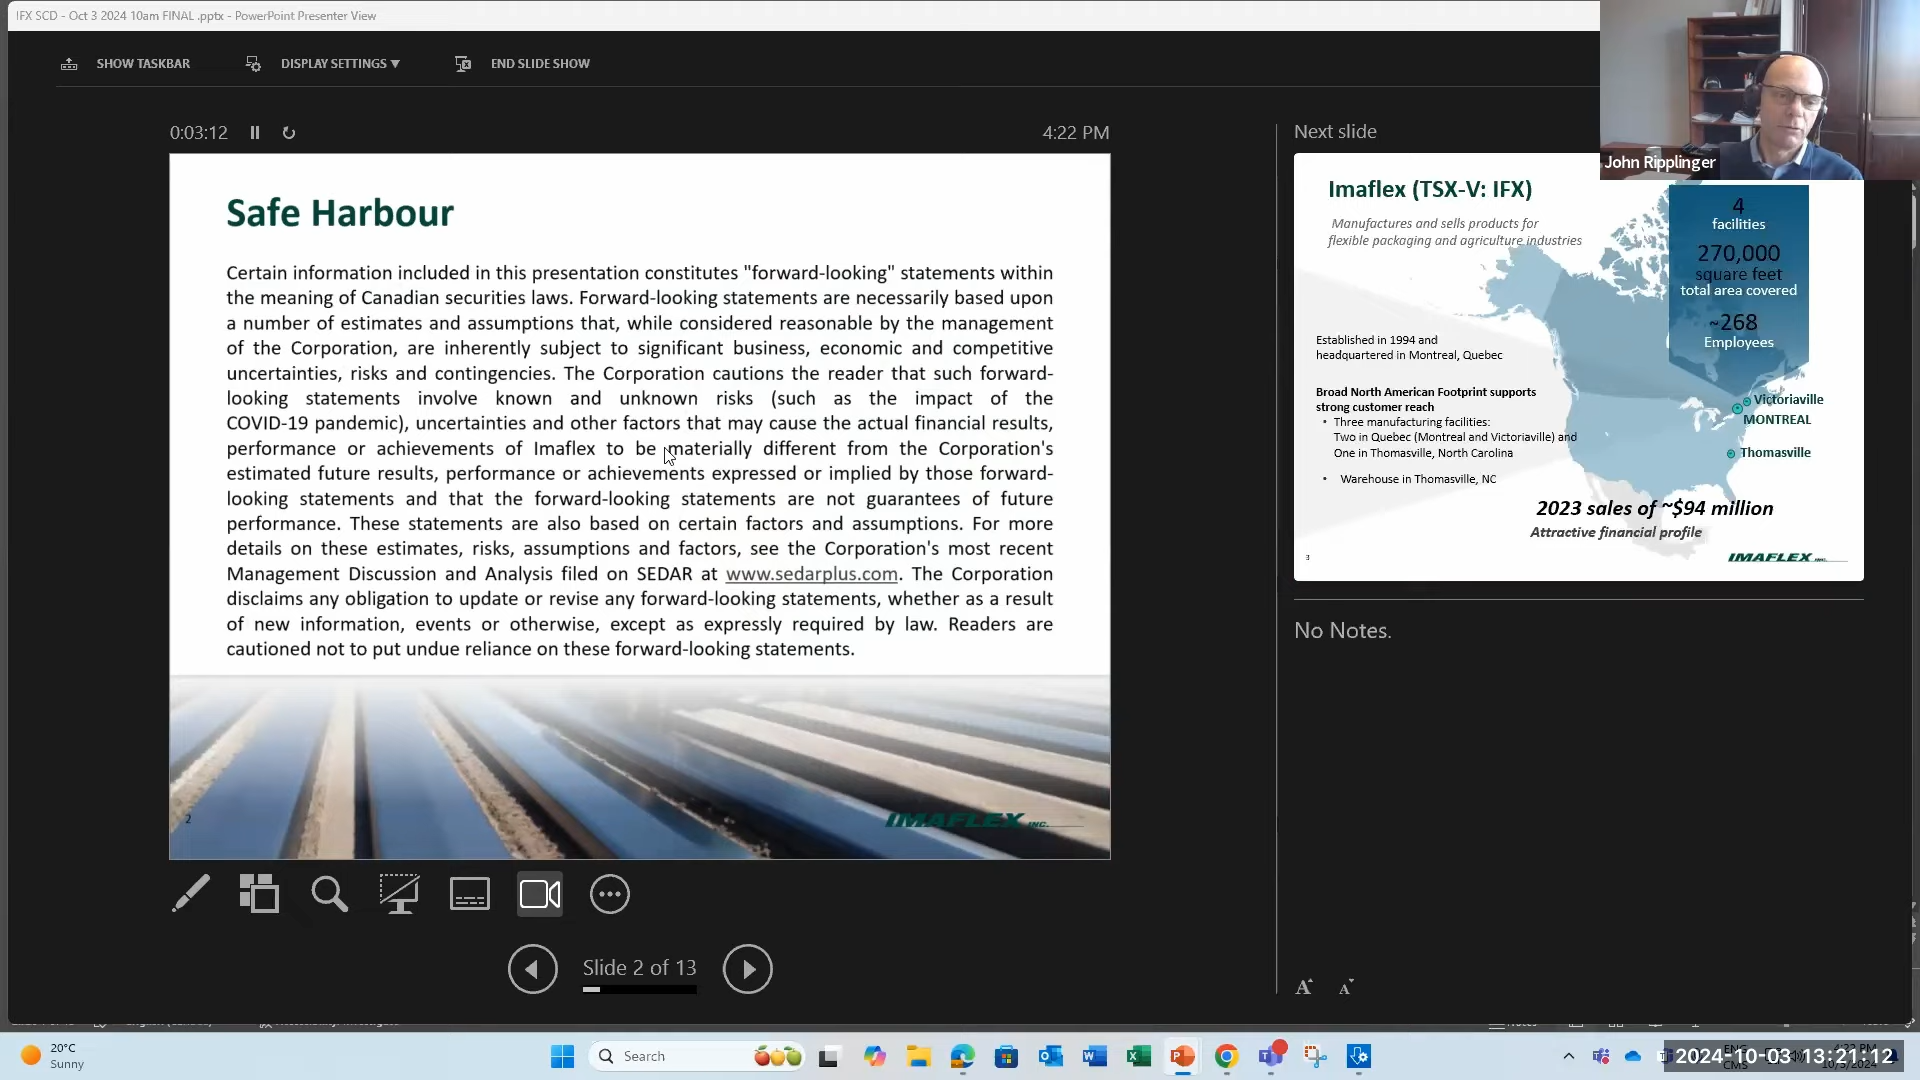 IFX SCD - Oct 3 2024 10am FINAL .pptx - PowerPoint Presenter View
SHOW TASKBAR
DISPLAY SETTINGS ▼
END SLIDE SHOW
0:03:12
4:22 PM
Safe Harbour
Certain information included in this presentation constitutes "forward-looking" statements within
the meaning of Canadian securities laws. Forward-looking statements are necessarily based upon
a number of estimates and assumptions that, while considered reasonable by the management
of the Corporation, are inherently subject to significant business, economic and competitive
uncertainties, risks and contingencies. The Corporation cautions the reader that such forward-
looking statements involve known and unknown risks (such as the impact of the
COVID-19 pandemic), uncertainties and other factors that may cause the actual financial results,
performance or achievements of Imaflex to be materially different from the Corporation's
estimated future results, performance or achievements expressed or implied by those forward-
looking statements and that the forward-looking statements are not guarantees of future
performance. These statements are also based on certain factors and assumptions. For more
details on these estimates, risks, assumptions and factors, see the Corporation's most recent
Management Discussion and Analysis filed on SEDAR at www.sedarplus.com. The Corporation
disclaims any obligation to update or revise any forward-looking statements, whether as a result
of new information, events or otherwise, except as expressly required by law. Readers are
cautioned not to put undue reliance on these forward-looking statements.
2
IMAFLEX INC.
Slide 2 of 13
Next slide
John Ripplinger
Imaflex (TSX-V: IFX)
Manufactures and sells products for
flexible packaging and agriculture industries
4
facilities
270,000
square feet
total area covered
~268
Employees
Established in 1994 and
headquartered in Montreal, Quebec
Broad North American Footprint supports
strong customer reach
• Three manufacturing facilities:
Two in Quebec (Montreal and Victoriaville) and
One in Thomasville, North Carolina
• Warehouse in Thomasville, NC
Victoriaville
MONTREAL
Thomasville
2023 sales of ~$94 million
Attractive financial profile
3
IMAFLEX
No Notes.
A A
20°C
Sunny
Search
2024-10-03 13:21:12